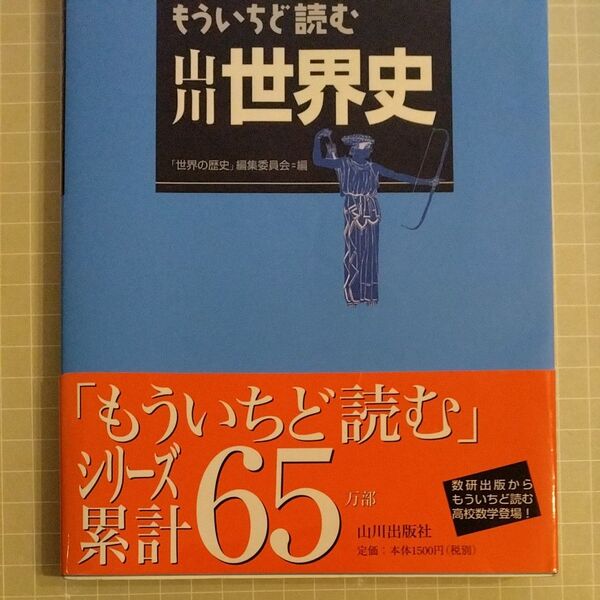 もういちど読む
山川 世界史
「世界の歴史」編集委員会=編
「もういちど読む」
シリーズ
累計65万部
数研出版から
もういちど読む
高校数学登場!
山川出版社
定価:本体1500円(税別)